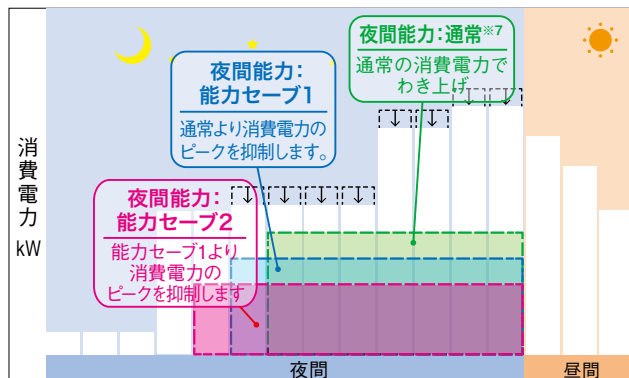 夜間能力:通常※7
通常の消費電力で
わき上げ
夜間能力:
能力セーブ1
通常より消費電力の
ピークを抑制します。
夜間能力:
能力セーブ2
能力セーブ1より
消費電力の
ピークを抑制します
消費電力
kW
夜間
昼間